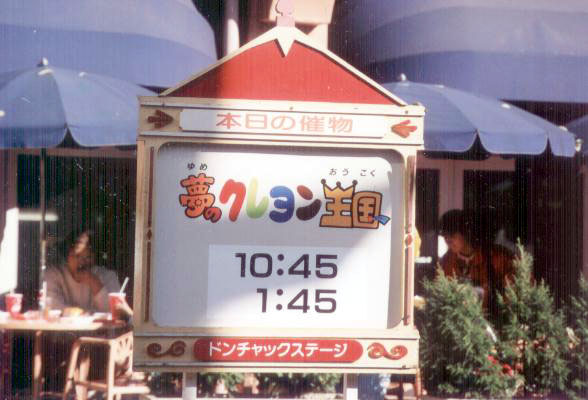 本日の催物
ゆめ おうこく
夢のクレヨン王国
10:45
1:45
ドンチャックステージ